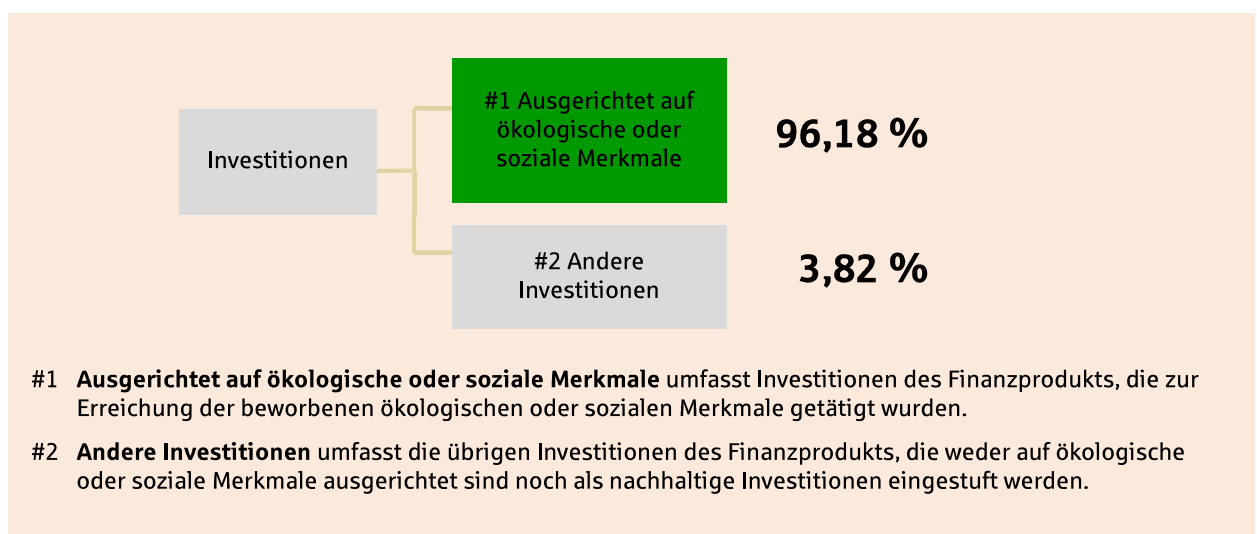 Investitionen
#1 Ausgerichtet auf
ökologische oder
soziale Merkmale
96,18 %
#2 Andere
Investitionen
3,82 %
#1 Ausgerichtet auf ökologische oder soziale Merkmale umfasst Investitionen des Finanzprodukts, die zur
Erreichung der beworbenen ökologischen oder sozialen Merkmale getätigt wurden.
#2 Andere Investitionen umfasst die übrigen Investitionen des Finanzprodukts, die weder auf ökologische
oder soziale Merkmale ausgerichtet sind noch als nachhaltige Investitionen eingestuft werden.